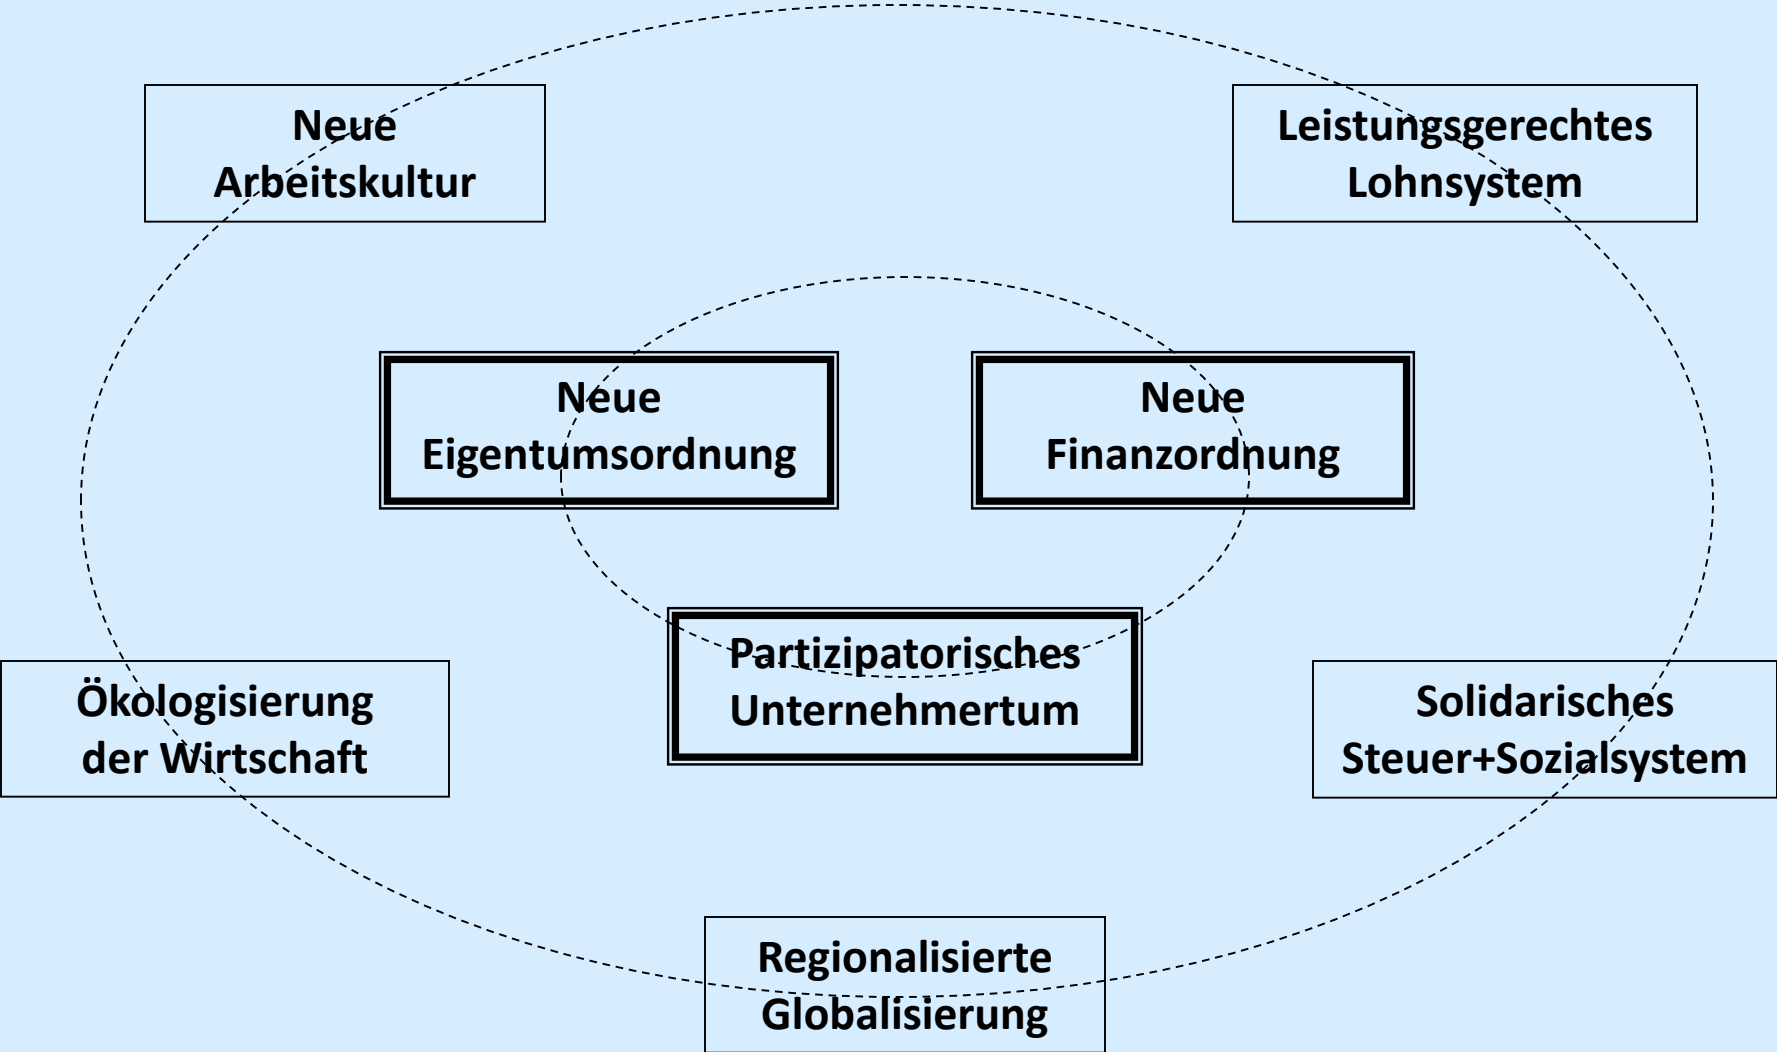 Neue
Arbeitskultur
Leistungsgerechtes
Lohnsystem
Neue
Eigentumsordnung
Neue
Finanzordnung
Partizipatorisches
Unternehmertum
Ökologisierung
der Wirtschaft
Solidarisches
Steuer+Sozialsystem
Regionalisierte
Globalisierung